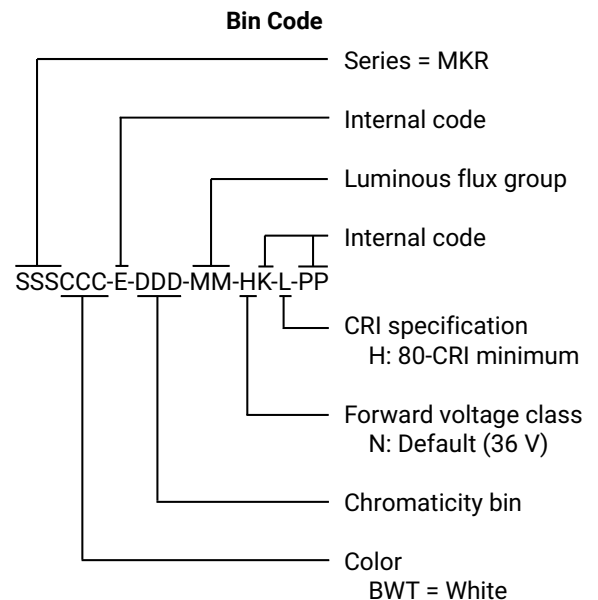 Bin Code
Series = MKR
Internal code
Luminous flux group
Internal code
SSSCCC-E-DDD-MM-HK-L-PP
CRI specification
H: 80-CRI minimum
Forward voltage class
N: Default (36 V)
Chromaticity bin
Color
BWT = White